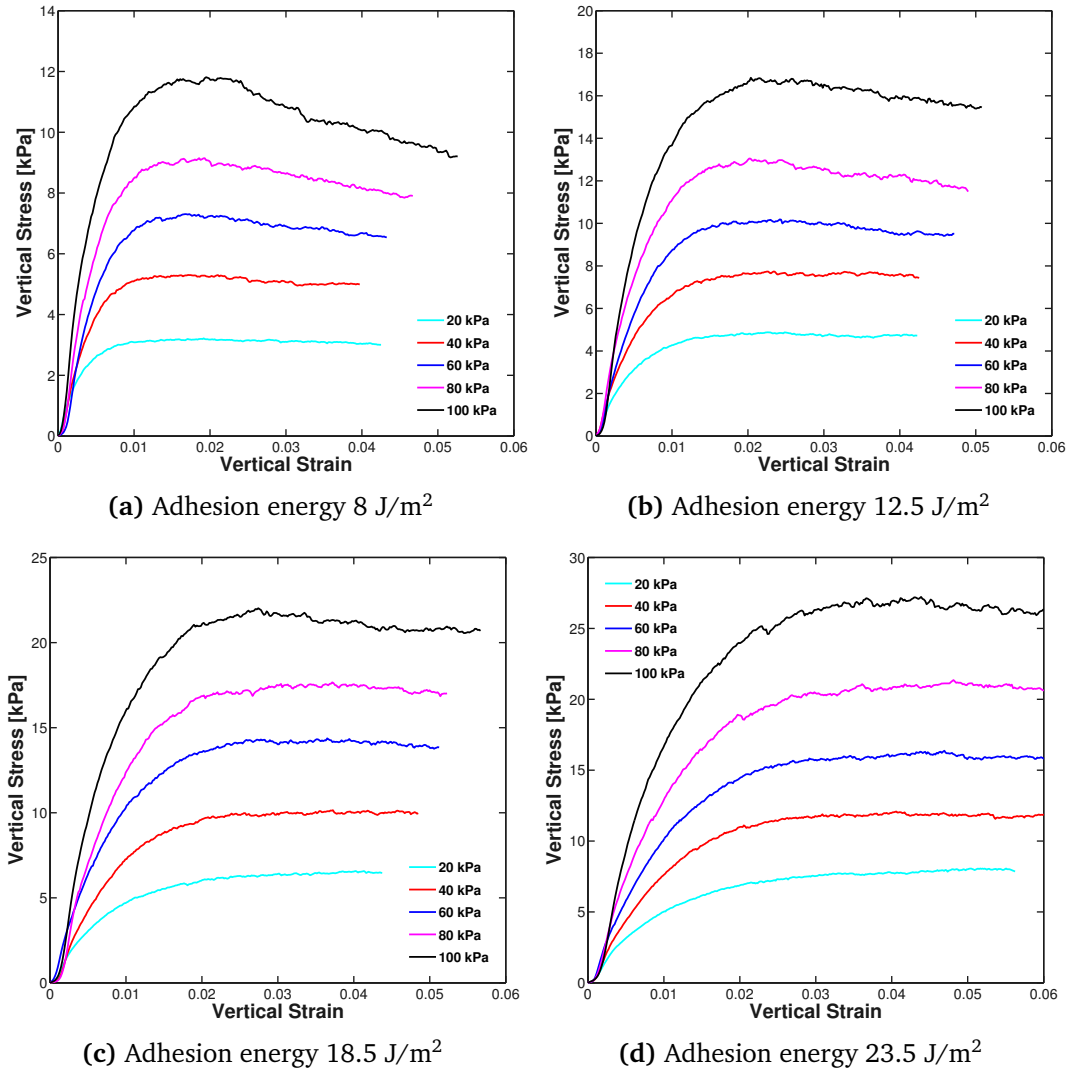 14
12
10
8
6
4
2
0
0 0.01 0.02 0.03 0.04 0.05 0.06
Vertical Stress [kPa]
Vertical Strain
20 kPa
40 kPa
60 kPa
80 kPa
100 kPa
(a) Adhesion energy 8 J/m²
20
18
16
14
12
10
8
6
4
2
0
0 0.01 0.02 0.03 0.04 0.05 0.06
Vertical Stress [kPa]
Vertical Strain
20 kPa
40 kPa
60 kPa
80 kPa
100 kPa
(b) Adhesion energy 12.5 J/m²
25
20
15
10
5
0
0 0.01 0.02 0.03 0.04 0.05 0.06
Vertical Stress [kPa]
Vertical Strain
20 kPa
40 kPa
60 kPa
80 kPa
100 kPa
(c) Adhesion energy 18.5 J/m²
30
25
20
15
10
5
0
0 0.01 0.02 0.03 0.04 0.05 0.06
Vertical Stress [kPa]
Vertical Strain
20 kPa
40 kPa
60 kPa
80 kPa
100 kPa
(d) Adhesion energy 23.5 J/m²